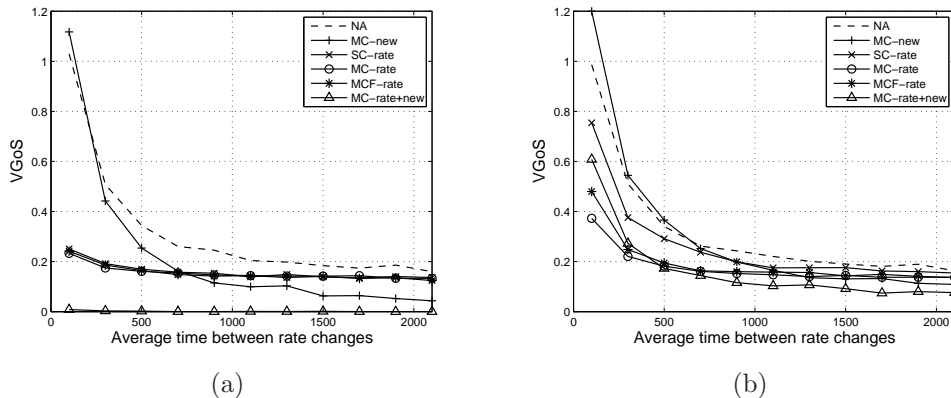 1.2
1
0.8
0.6
0.4
0.2
0
VGoS
0 500 1000 1500 2000
Average time between rate changes
NA
MC-new
SC-rate
MC-rate
MCF-rate
MC-rate+new
(a)
1.2
1
0.8
0.6
0.4
0.2
0
VGoS
0 500 1000 1500 2000
Average time between rate changes
NA
MC-new
SC-rate
MC-rate
MCF-rate
MC-rate+new
(b)